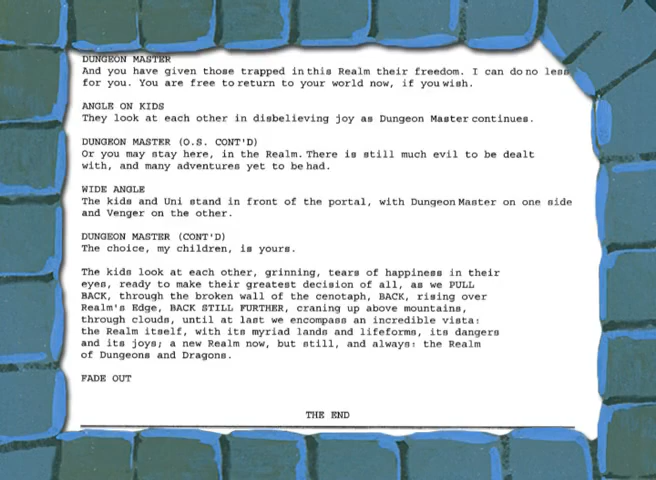 DUNGEON MASTER
And you have given those trapped in this Realm their freedom. I can do no less
for you. You are free to return to your world now, if you wish.
ANGLE ON KIDS
They look at each other in disbelieving joy as Dungeon Master continues.
DUNGEON MASTER (O.S. CONT'D)
Or you may stay here, in the Realm. There is still much evil to be dealt
with, and many adventures yet to be had.
WIDE ANGLE
The kids and Uni stand in front of the portal, with Dungeon Master on one side
and Venger on the other.
DUNGEON MASTER (CONT'D)
The choice, my children, is yours.
The kids look at each other, grinning, tears of happiness in their
eyes, ready to make their greatest decision of all, as we PULL
BACK, through the broken wall of the cenotaph, BACK, rising over
Realm's Edge, BACK STILL FURTHER, craning up above mountains,
through clouds, until at last we encompass an incredible vista:
the Realm itself, with its myriad lands and lifeforms, its dangers
and its joys; a new Realm now, but still, and always: the Realm
of Dungeons and Dragons.
FADE OUT
THE END